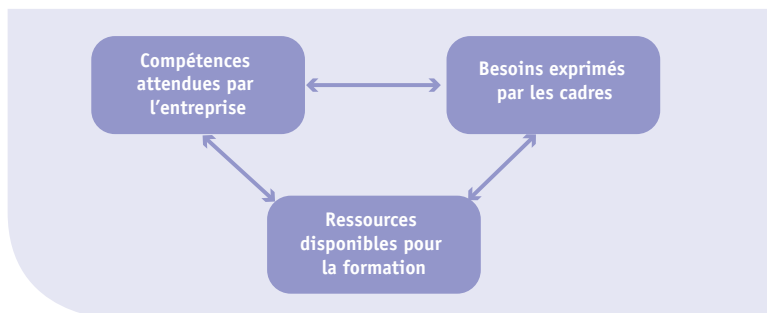 Compétences
attendues par
l'entreprise
Besoins exprimés
par les cadres
Ressources
disponibles pour
la formation